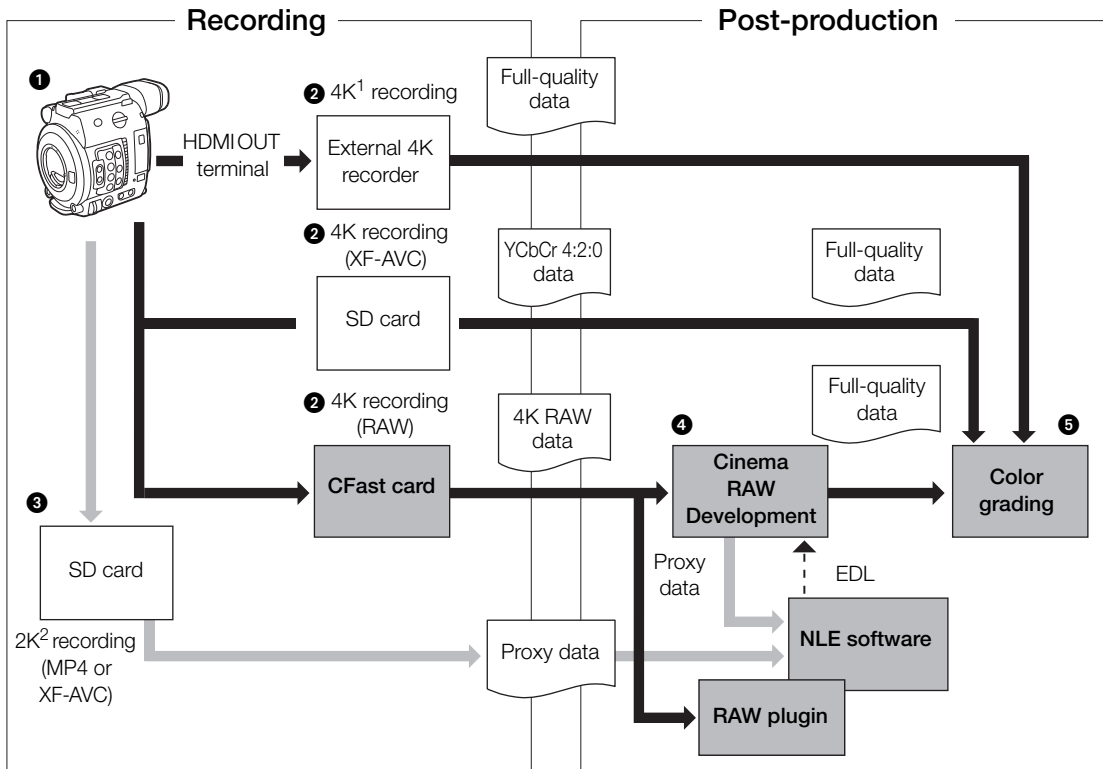 Recording
Post-production
❶
HDMI OUT
terminal
❷ 4K¹ recording
External 4K
recorder
Full-quality
data
❷ 4K recording
(XF-AVC)
SD card
YCbCr 4:2:0
data
Full-quality
data
❷ 4K recording
(RAW)
CFast card
4K RAW
data
❹
Cinema
RAW
Development
Full-quality
data
❺
Color
grading
❸
SD card
2K² recording
(MP4 or
XF-AVC)
Proxy data
Proxy
data
EDL
NLE software
RAW plugin